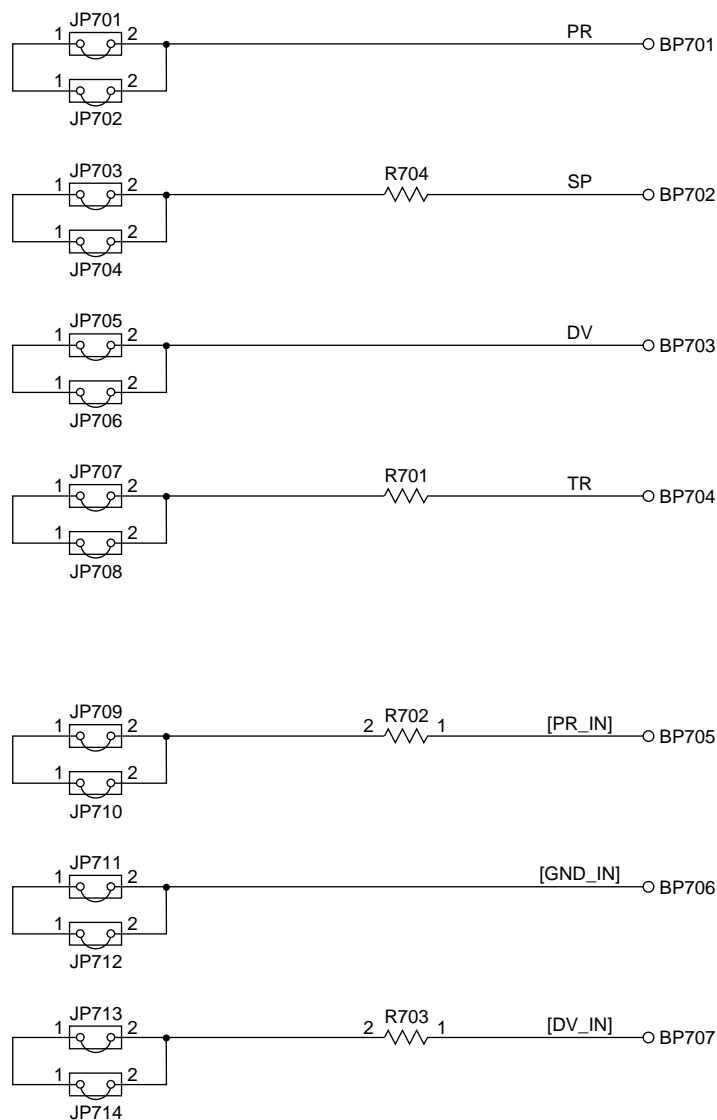 JP701
1 2 PR BP701
1 2
JP702
JP703 R704
1 2 SP BP702
1 2
JP704
JP705
1 2 DV BP703
1 2
JP706
JP707 R701
1 2 TR BP704
1 2
JP708
JP709 R702
1 2 2 1 [PR_IN] BP705
1 2
JP710
JP711
1 2 [GND_IN] BP706
1 2
JP712
JP713 R703
1 2 2 1 [DV_IN] BP707
1 2
JP714